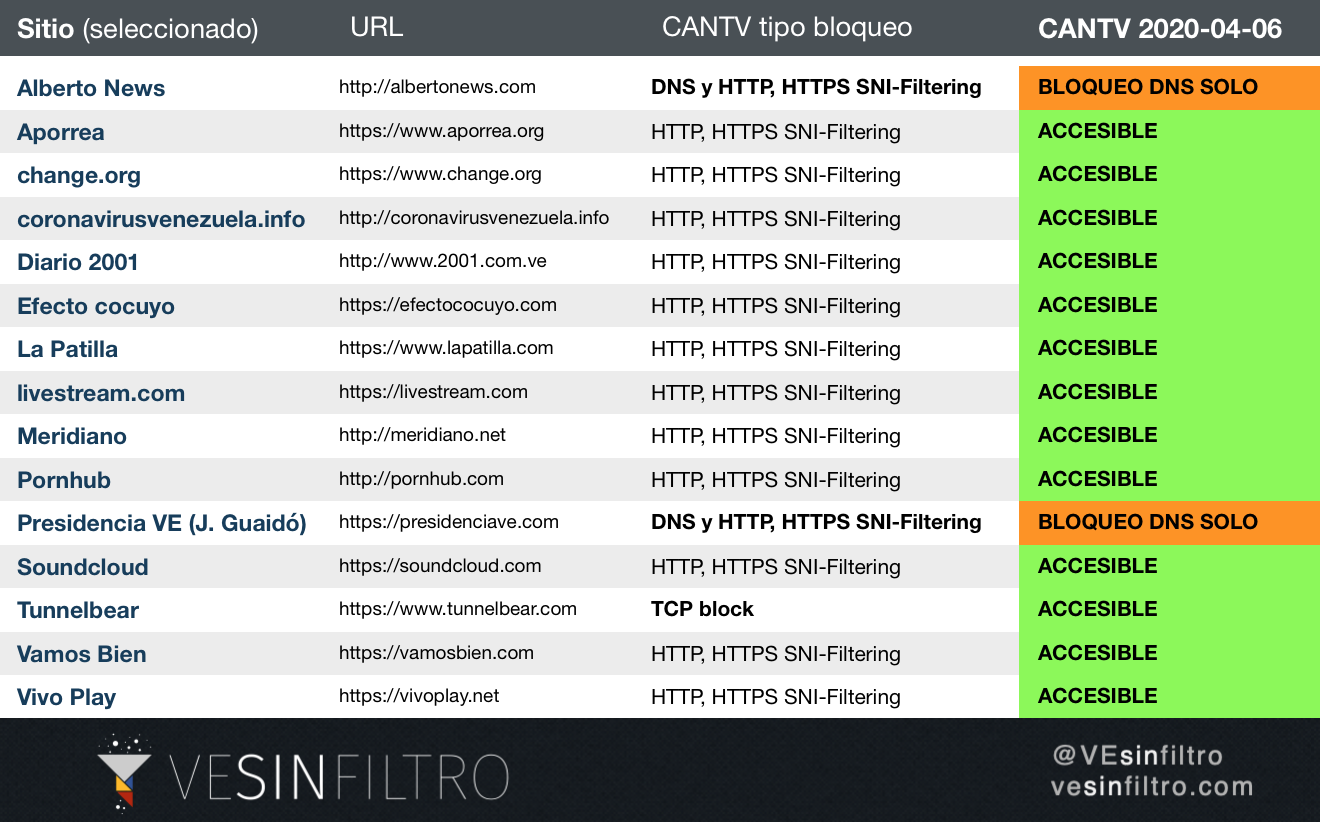 Sitio (seleccionado) URL CANTV tipo bloqueo CANTV 2020-04-06
Alberto News http://albertonews.com DNS y HTTP, HTTPS SNI-Filtering BLOQUEO DNS SOLO
Aporrea https://www.aporrea.org HTTP, HTTPS SNI-Filtering ACCESIBLE
change.org https://www.change.org HTTP, HTTPS SNI-Filtering ACCESIBLE
coronavirusvenezuela.info http://coronavirusvenezuela.info HTTP, HTTPS SNI-Filtering ACCESIBLE
Diario 2001 http://www.2001.com.ve HTTP, HTTPS SNI-Filtering ACCESIBLE
Efecto cocuyo https://efectococuyo.com HTTP, HTTPS SNI-Filtering ACCESIBLE
La Patilla https://www.lapatilla.com HTTP, HTTPS SNI-Filtering ACCESIBLE
livestream.com https://livestream.com HTTP, HTTPS SNI-Filtering ACCESIBLE
Meridiano http://meridiano.net HTTP, HTTPS SNI-Filtering ACCESIBLE
Pornhub http://pornhub.com HTTP, HTTPS SNI-Filtering ACCESIBLE
Presidencia VE (J. Guaidó) https://presidenciave.com DNS y HTTP, HTTPS SNI-Filtering BLOQUEO DNS SOLO
Soundcloud https://soundcloud.com HTTP, HTTPS SNI-Filtering ACCESIBLE
Tunnelbear https://www.tunnelbear.com TCP block ACCESIBLE
Vamos Bien https://vamosbien.com HTTP, HTTPS SNI-Filtering ACCESIBLE
Vivo Play https://vivoplay.net HTTP, HTTPS SNI-Filtering ACCESIBLE
VESINFILTRO
@VEsinfiltro
vesinfiltro.com